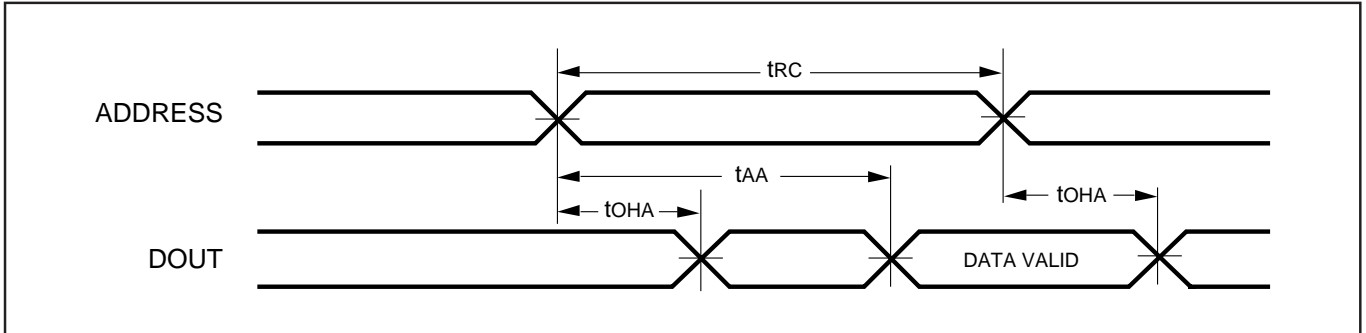 tRC
ADDRESS
tAA
tOHA
tOHA
DOUT
DATA VALID